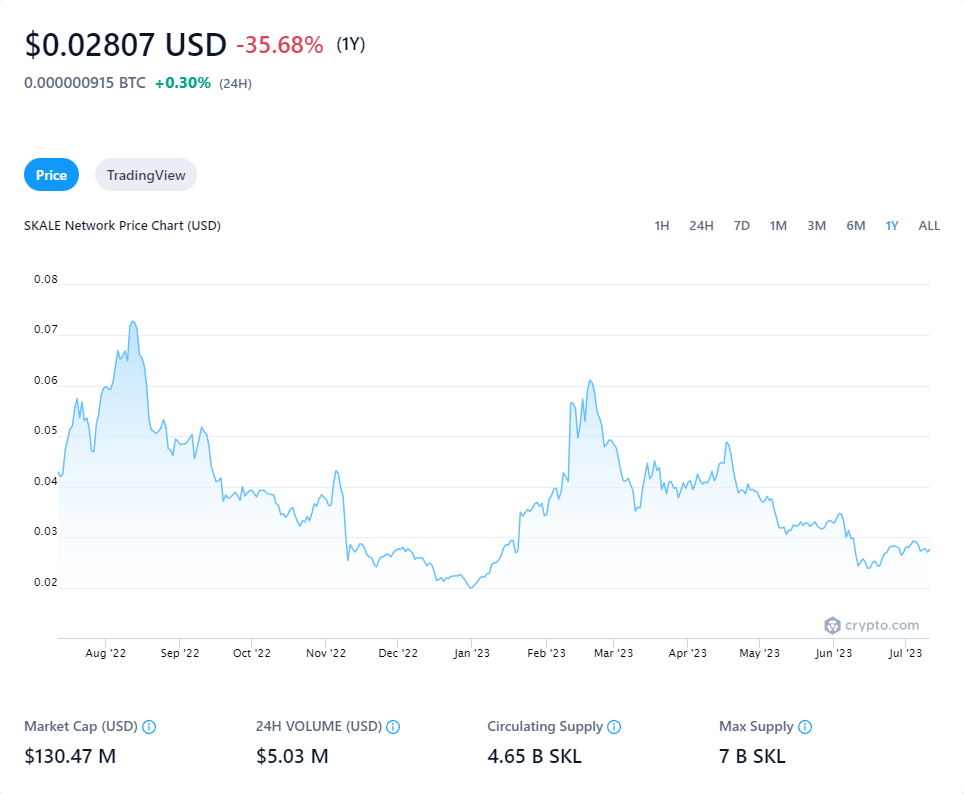 $0.02807 USD -35.68% (1Y)
0.000000915 BTC +0.30% (24H)
Price TradingView
SKALE Network Price Chart (USD) 1H 24H 7D 1M 3M 6M 1Y ALL
0.08
0.07
0.06
0.05
0.04
0.03
0.02
crypto.com
Aug '22 Sep '22 Oct '22 Nov '22 Dec '22 Jan '23 Feb '23 Mar '23 Apr '23 May '23 Jun '23 Jul '23
Market Cap (USD) 24H VOLUME (USD) Circulating Supply Max Supply
$130.47 M $5.03 M 4.65 B SKL 7 B SKL